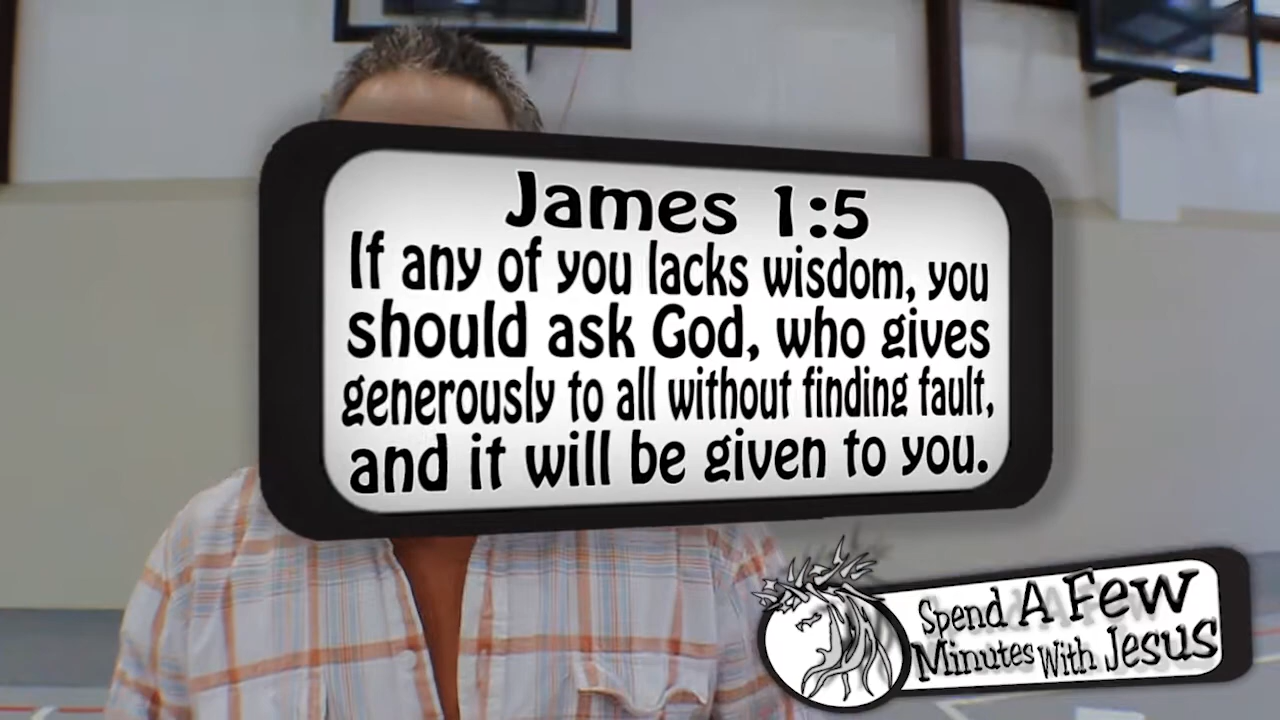 James 1:5
If any of you lacks wisdom, you
should ask God, who gives
generously to all without finding fault,
and it will be given to you.
Spend A Few
Minutes With Jesus